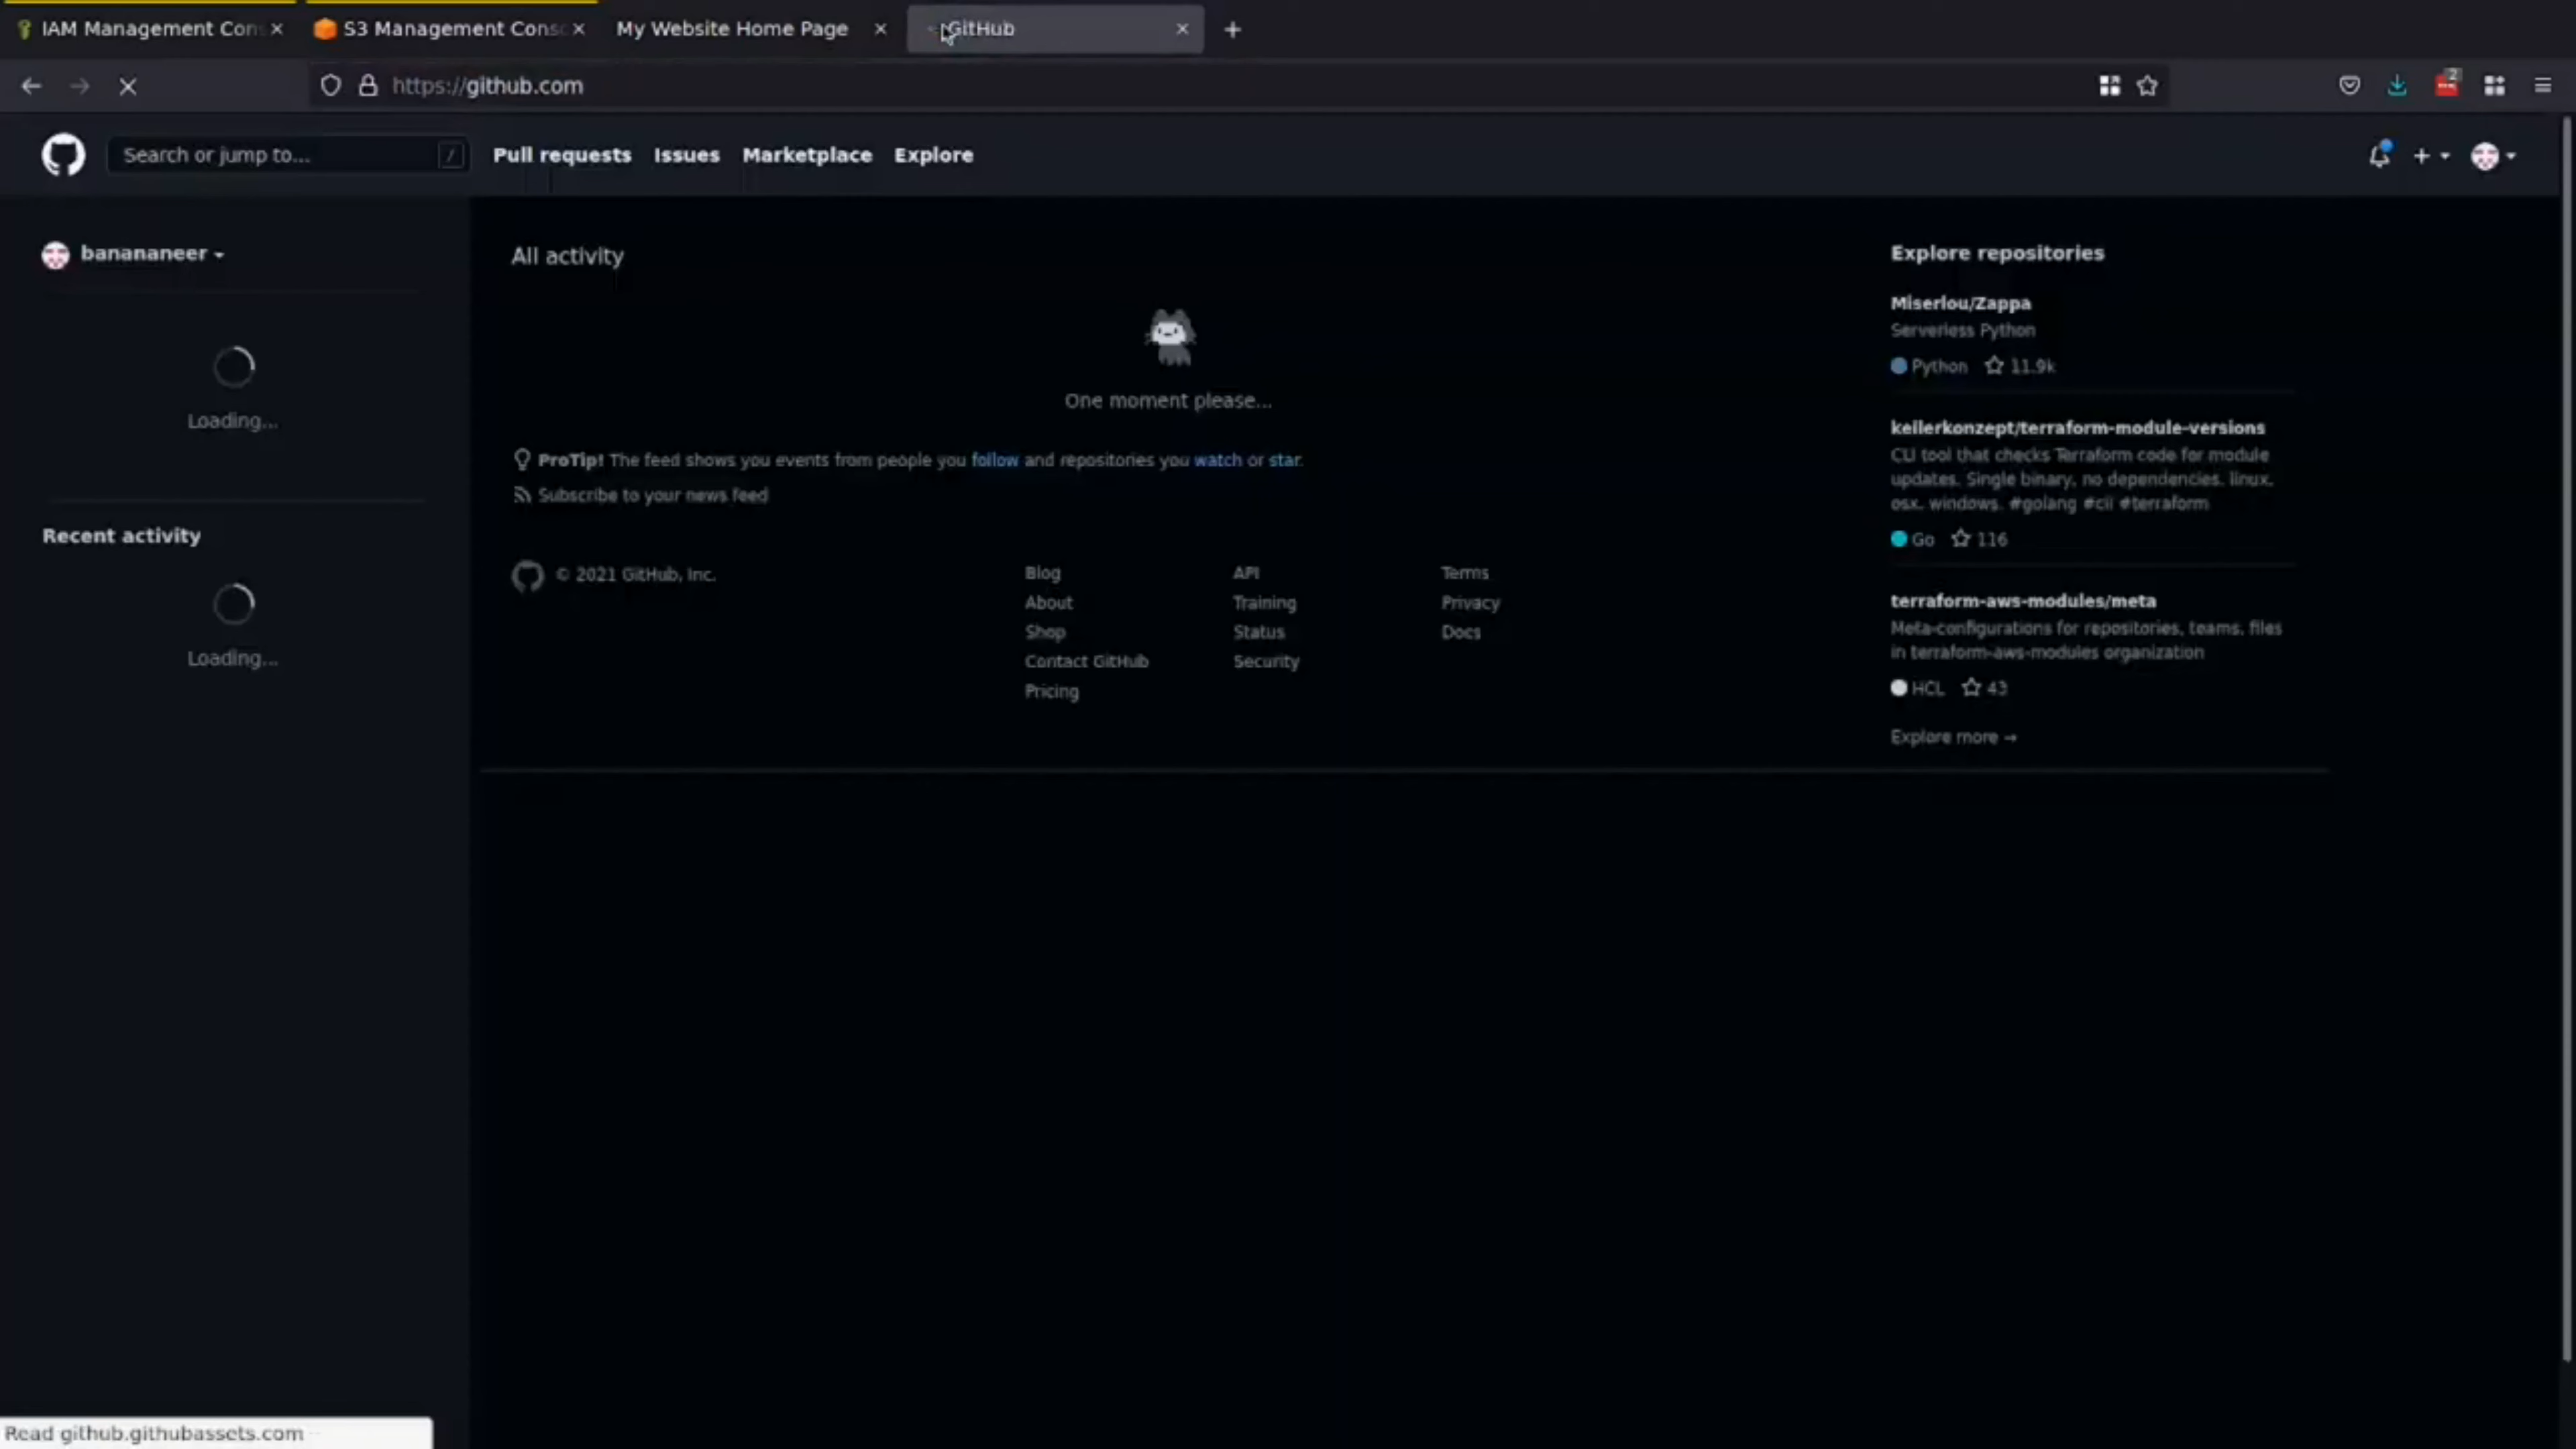 IAM Management Con
S3 Management Consc
My Website Home Page
GitHub
https://github.com
2
Search or jump to...
/
Pull requests
Issues
Marketplace
Explore
banananeer
Loading...
Recent activity
Loading...
All activity
One moment please...
ProTip! The feed shows you events from people you follow and repositories you watch or star.
Subscribe to your news feed
© 2021 GitHub, Inc.
Blog
About
Shop
Contact GitHub
Pricing
API
Training
Status
Security
Terms
Privacy
Docs
Explore repositories
Miserlou/Zappa
Serverless Python
Python 11.9k
keilerkonzept/terraform-module-versions
CLI tool that checks Terraform code for module
updates. Single binary, no dependencies. linux,
osx, windows. #golang #cli #terraform
Go 116
terraform-aws-modules/meta
Meta-configurations for repositories, teams, files
in terraform-aws-modules organization
HCL 43
Explore more →
Read github.githubassets.com